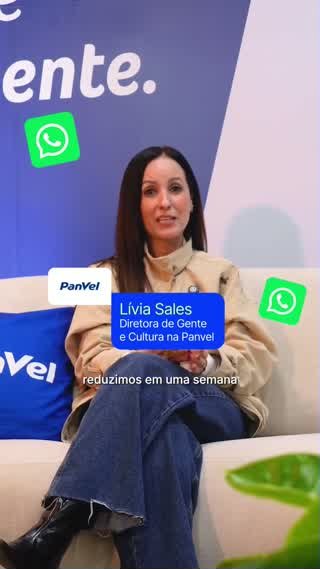 ente.
PanVel
Lívia Sales
Diretora de Gente
e Cultura na Panvel
nVel
reduzimos em uma semana